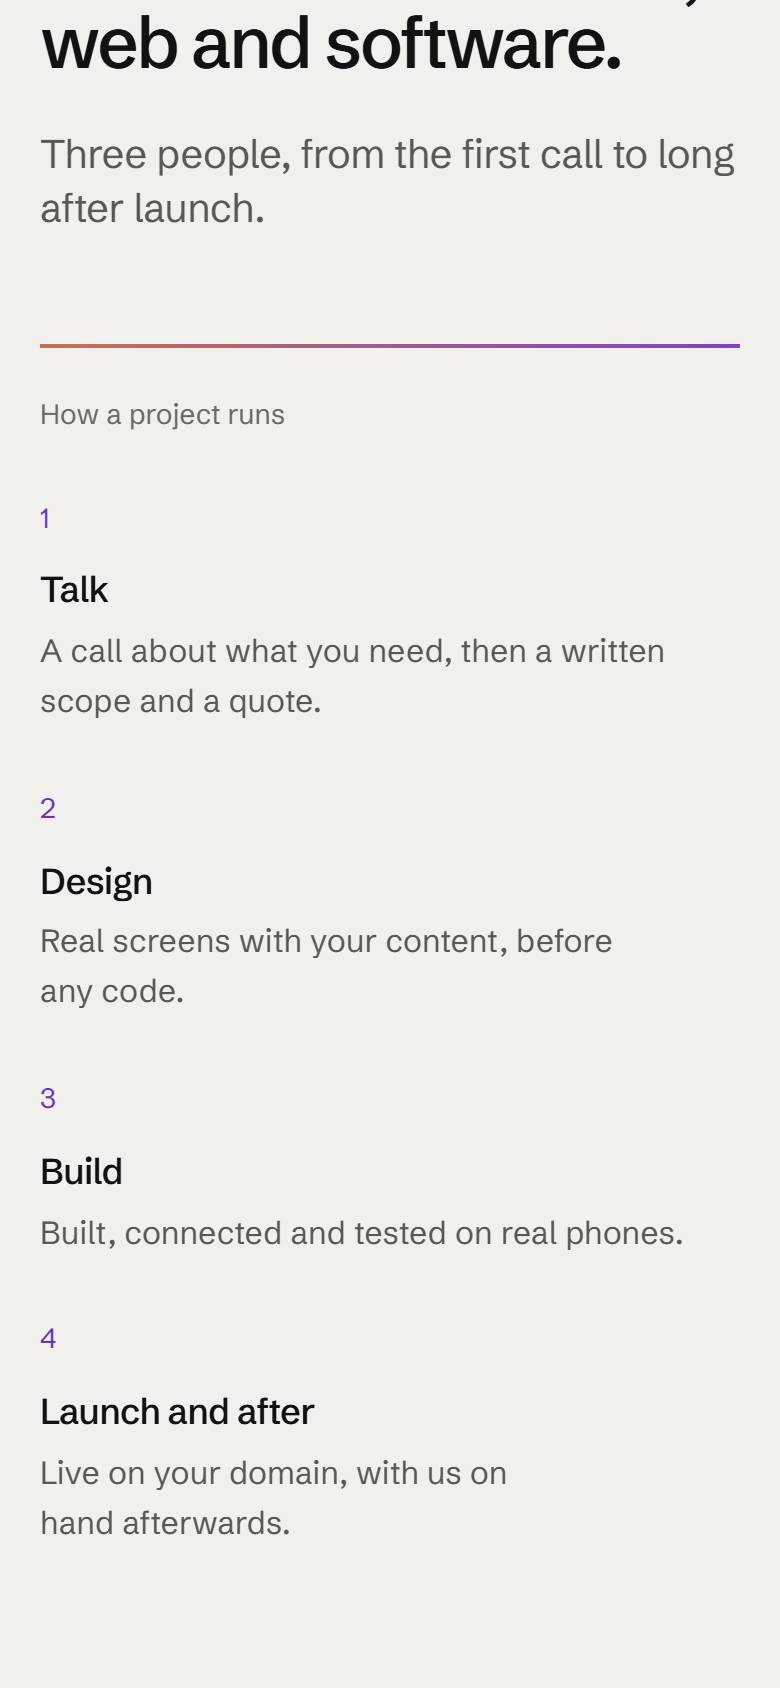 web and software.
Three people, from the first call to long
after launch.
How a project runs
1
Talk
A call about what you need, then a written
scope and a quote.
2
Design
Real screens with your content, before
any code.
3
Build
Built, connected and tested on real phones.
4
Launch and after
Live on your domain, with us on
hand afterwards.